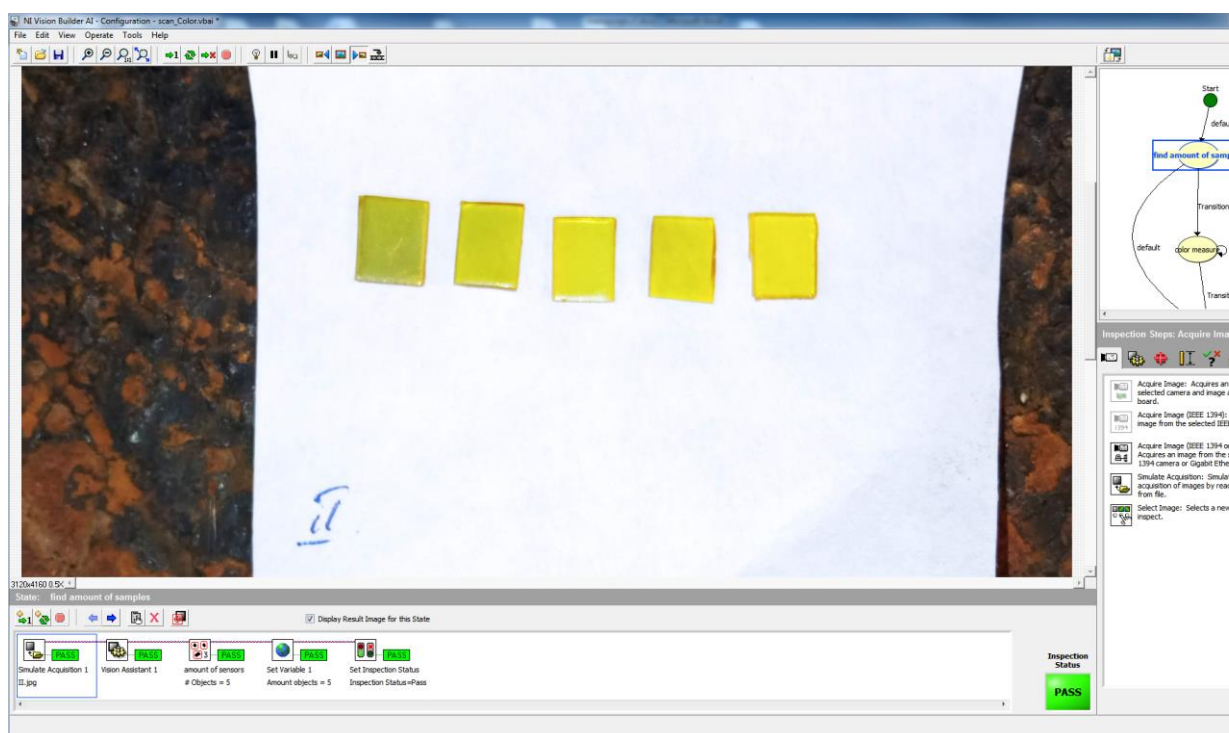 NI Vision Builder AI - Configuration - scan_Color.vbai *
File Edit View Operate Tools Help
Start
find amount of samp
default
Transition
color measure
Transit
Inspection Steps: Acquire Ima
Acquire Image: Acquires an
selected camera and image a
board.
Acquire Image (IEEE 1394):
image from the selected IEE
Acquire Image (IEEE 1394 o
Acquires an image from the s
1394 camera or Gigabit Ethe
Simulate Acquisition: Simula
acquisition of images by read
from file.
Select Image: Selects a new
inspect.
II
3120x4160 0.5X
State: find amount of samples
Display Result Image for this State
PASS PASS PASS PASS PASS
Simulate Acquisition 1 Vision Assistant 1 amount of sensors Set Variable 1 Set Inspection Status
II.jpg # Objects = 5 Amount objects = 5 Inspection Status=Pass
Inspection
Status
PASS